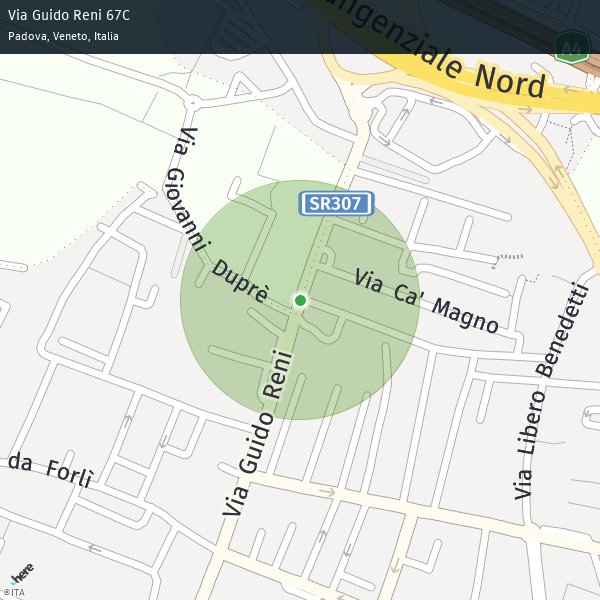 Via Guido Reni 67C
Padova, Veneto, Italia
Tangenziale Nord
A4
Via Giovanni Duprè
SR307
Via Ca' Magno
Via Libero Benedetti
Via Guido Reni
da Forlì
here
©ITA